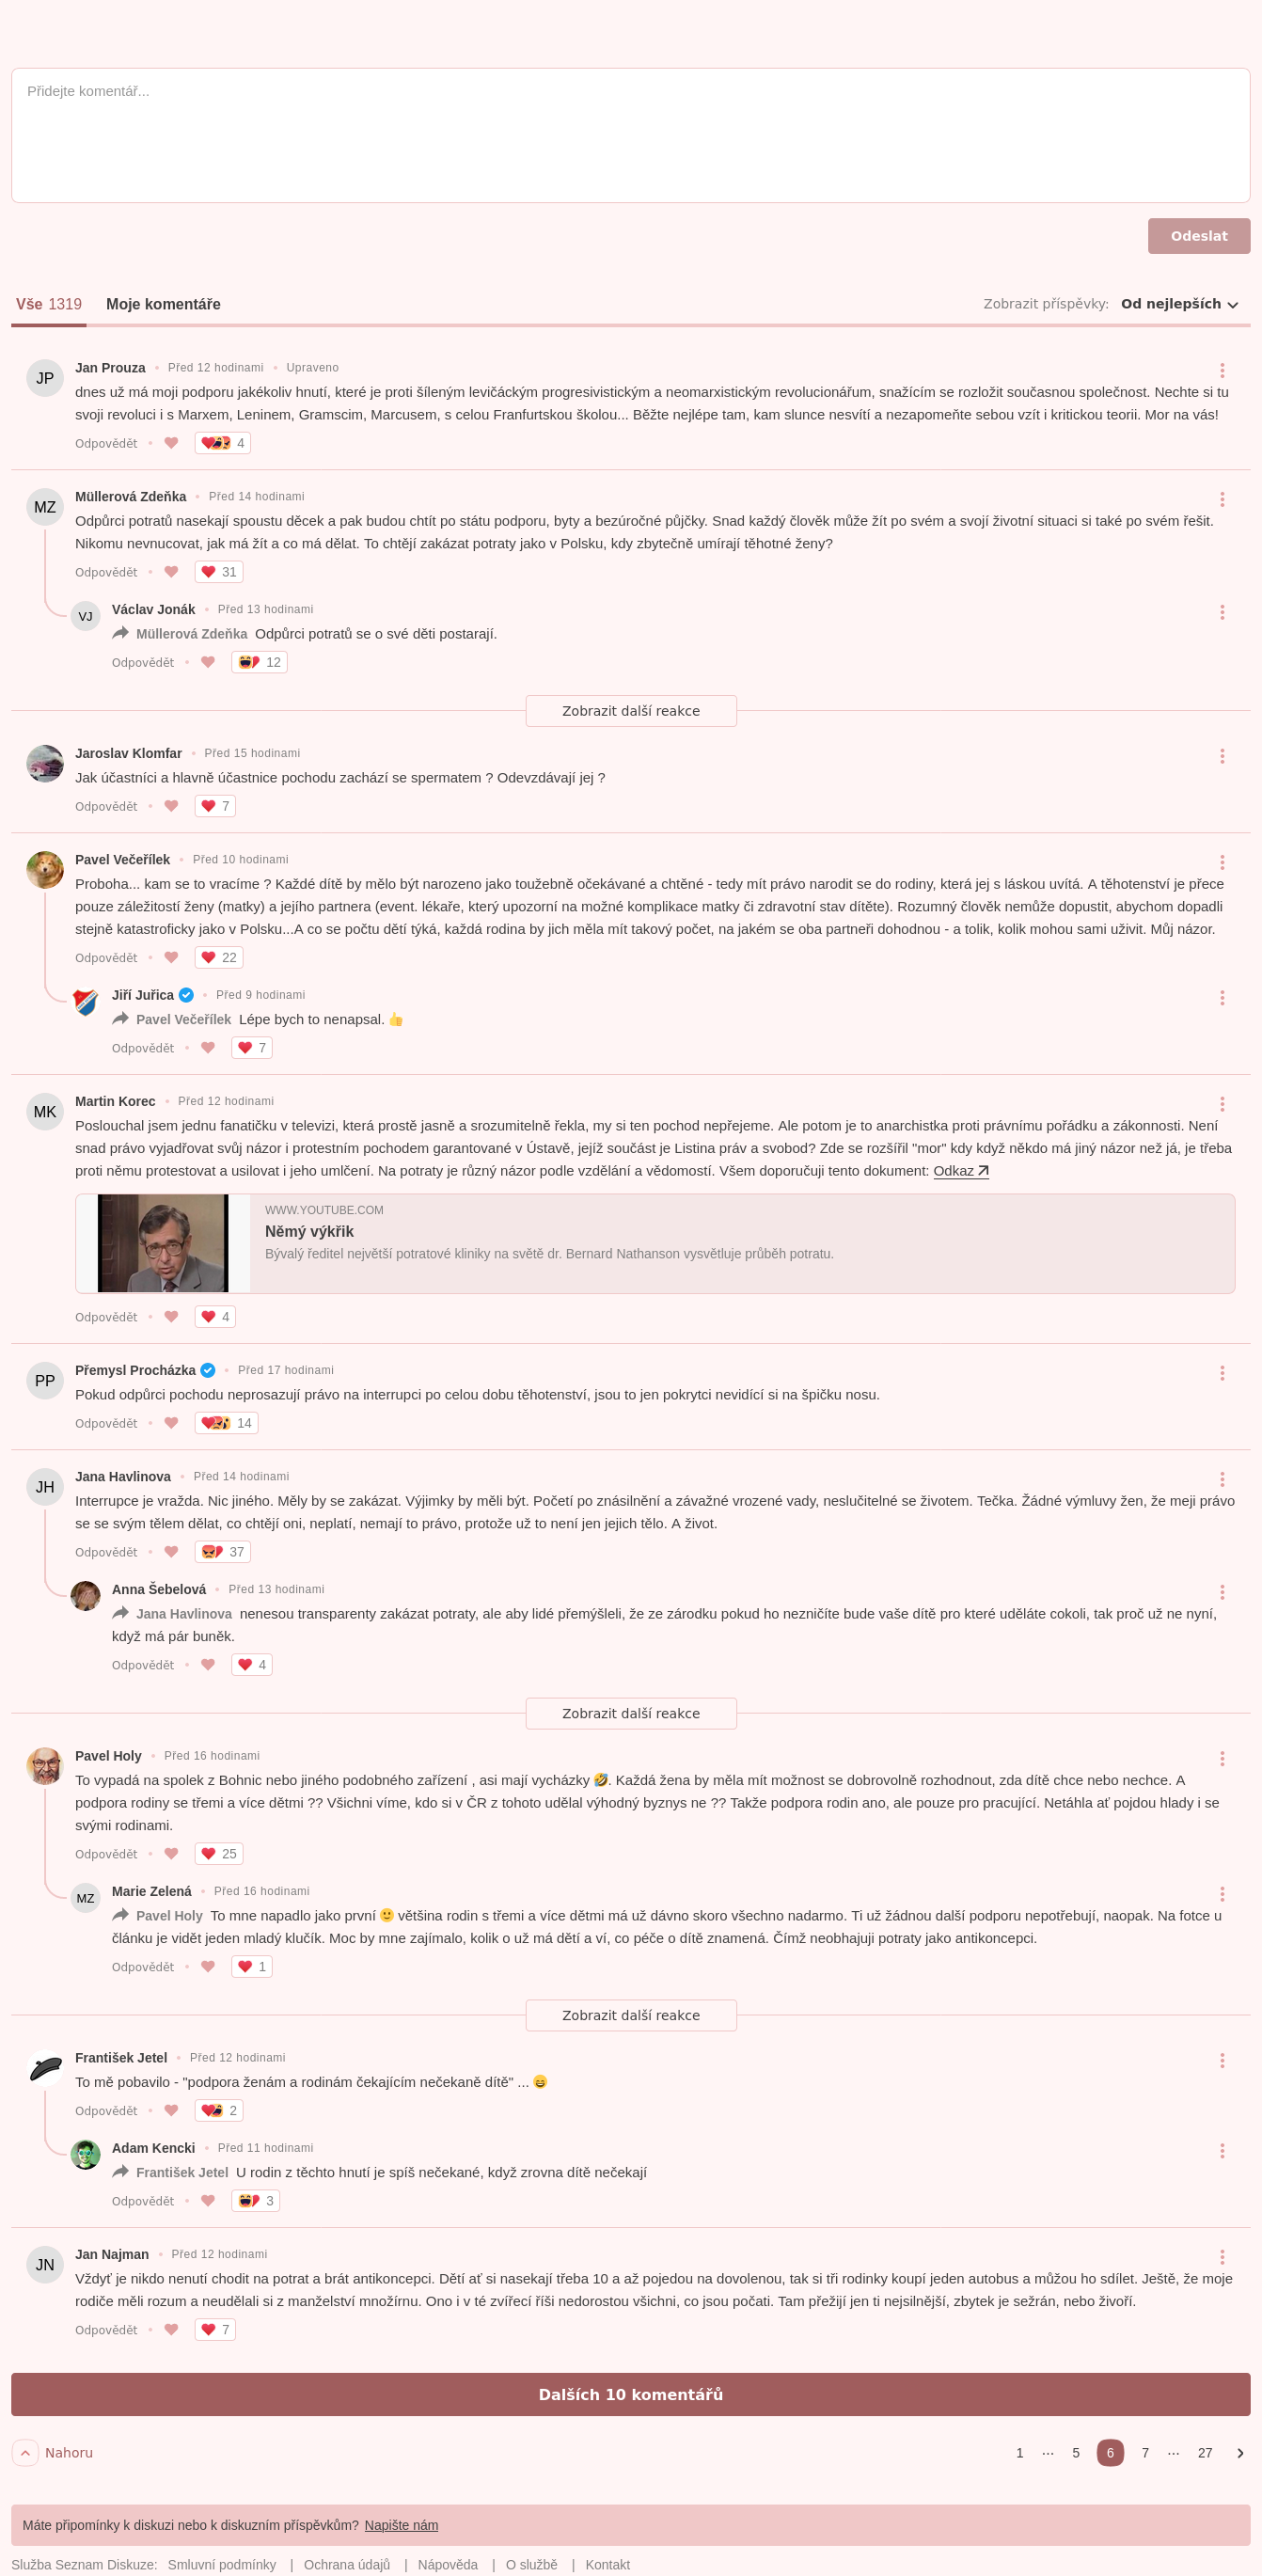 Přidejte komentář...
Odeslat
Vše 1319 Moje komentáře Zobrazit příspěvky: Od nejlepších
JP Jan Prouza • Před 12 hodinami • Upraveno
dnes už má moji podporu jakékoliv hnutí, které je proti šíleným levičáckým progresivistickým a neomarxistickým revolucionářum, snažícím se rozložit současnou společnost. Nechte si tu
svoji revoluci i s Marxem, Leninem, Gramscim, Marcusem, s celou Franfurtskou školou... Běžte nejlépe tam, kam slunce nesvítí a nezapomeňte sebou vzít i kritickou teorii. Mor na vás!
Odpovědět • 4
MZ Müllerová Zdeňka • Před 14 hodinami
Odpůrci potratů nasekají spoustu děcek a pak budou chtít po státu podporu, byty a bezúročné půjčky. Snad každý člověk může žít po svém a svojí životní situaci si také po svém řešit.
Nikomu nevnucovat, jak má žít a co má dělat. To chtějí zakázat potraty jako v Polsku, kdy zbytečně umírají těhotné ženy?
Odpovědět • 31
VJ Václav Jonák • Před 13 hodinami
Müllerová Zdeňka Odpůrci potratů se o své děti postarají.
Odpovědět • 12
Zobrazit další reakce
Jaroslav Klomfar • Před 15 hodinami
Jak účastníci a hlavně účastnice pochodu zachází se spermatem ? Odevzdávají jej ?
Odpovědět • 7
Pavel Večeřílek • Před 10 hodinami
Proboha... kam se to vracíme ? Každé dítě by mělo být narozeno jako toužebně očekávané a chtěné - tedy mít právo narodit se do rodiny, která jej s láskou uvítá. A těhotenství je přece
pouze záležitostí ženy (matky) a jejího partnera (event. lékaře, který upozorní na možné komplikace matky či zdravotní stav dítěte). Rozumný člověk nemůže dopustit, abychom dopadli
stejně katastroficky jako v Polsku...A co se počtu dětí týká, každá rodina by jich měla mít takový počet, na jakém se oba partneři dohodnou - a tolik, kolik mohou sami uživit. Můj názor.
Odpovědět • 22
Jiří Juřica • Před 9 hodinami
Pavel Večeřílek Lépe bych to nenapsal. 👍
Odpovědět • 7
MK Martin Korec • Před 12 hodinami
Poslouchal jsem jednu fanatičku v televizi, která prostě jasně a srozumitelně řekla, my si ten pochod nepřejeme. Ale potom je to anarchistka proti právnímu pořádku a zákonnosti. Není
snad právo vyjadřovat svůj názor i protestním pochodem garantované v Ústavě, jejíž součást je Listina práv a svobod? Zde se rozšířil "mor" kdy když někdo má jiný názor než já, je třeba
proti němu protestovat a usilovat i jeho umlčení. Na potraty je různý názor podle vzdělání a vědomostí. Všem doporučuji tento dokument: Odkaz
WWW.YOUTUBE.COM
Němý výkřik
Bývalý ředitel největší potratové kliniky na světě dr. Bernard Nathanson vysvětluje průběh potratu.
Odpovědět • 4
PP Přemysl Procházka • Před 17 hodinami
Pokud odpůrci pochodu neprosazují právo na interrupci po celou dobu těhotenství, jsou to jen pokrytci nevidící si na špičku nosu.
Odpovědět • 14
JH Jana Havlinova • Před 14 hodinami
Interrupce je vražda. Nic jiného. Měly by se zakázat. Výjimky by měli být. Početí po znásilnění a závažné vrozené vady, neslučitelné se životem. Tečka. Žádné výmluvy žen, že meji právo
se se svým tělem dělat, co chtějí oni, neplatí, nemají to právo, protože už to není jen jejich tělo. A život.
Odpovědět • 37
Anna Šebelová • Před 13 hodinami
Jana Havlinova nenesou transparenty zakázat potraty, ale aby lidé přemýšleli, že ze zárodku pokud ho nezničíte bude vaše dítě pro které uděláte cokoli, tak proč už ne nyní,
když má pár buněk.
Odpovědět • 4
Zobrazit další reakce
Pavel Holy • Před 16 hodinami
To vypadá na spolek z Bohnic nebo jiného podobného zařízení , asi mají vycházky 🤣. Každá žena by měla mít možnost se dobrovolně rozhodnout, zda dítě chce nebo nechce. A
podpora rodiny se třemi a více dětmi ?? Všichni víme, kdo si v ČR z tohoto udělal výhodný byznys ne ?? Takže podpora rodin ano, ale pouze pro pracující. Netáhla ať pojdou hlady i se
svými rodinami.
Odpovědět • 25
MZ Marie Zelená • Před 16 hodinami
Pavel Holy To mne napadlo jako první 🙂 většina rodin s třemi a více dětmi má už dávno skoro všechno nadarmo. Ti už žádnou další podporu nepotřebují, naopak. Na fotce u
článku je vidět jeden mladý klučík. Moc by mne zajímalo, kolik o už má dětí a ví, co péče o dítě znamená. Čímž neobhajuji potraty jako antikoncepci.
Odpovědět • 1
Zobrazit další reakce
František Jetel • Před 12 hodinami
To mě pobavilo - "podpora ženám a rodinám čekajícím nečekaně dítě" ... 😄
Odpovědět • 2
Adam Kencki • Před 11 hodinami
František Jetel U rodin z těchto hnutí je spíš nečekané, když zrovna dítě nečekají
Odpovědět • 3
JN Jan Najman • Před 12 hodinami
Vždyť je nikdo nenutí chodit na potrat a brát antikoncepci. Dětí ať si nasekají třeba 10 a až pojedou na dovolenou, tak si tři rodinky koupí jeden autobus a můžou ho sdílet. Ještě, že moje
rodiče měli rozum a neudělali si z manželství množírnu. Ono i v té zvířecí říši nedorostou všichni, co jsou počati. Tam přežijí jen ti nejsilnější, zbytek je sežrán, nebo živoří.
Odpovědět • 7
Dalších 10 komentářů
Nahoru 1 ··· 5 6 7 ··· 27
Máte připomínky k diskuzi nebo k diskuzním příspěvkům? Napište nám
Služba Seznam Diskuze: Smluvní podmínky | Ochrana údajů | Nápověda | O službě | Kontakt